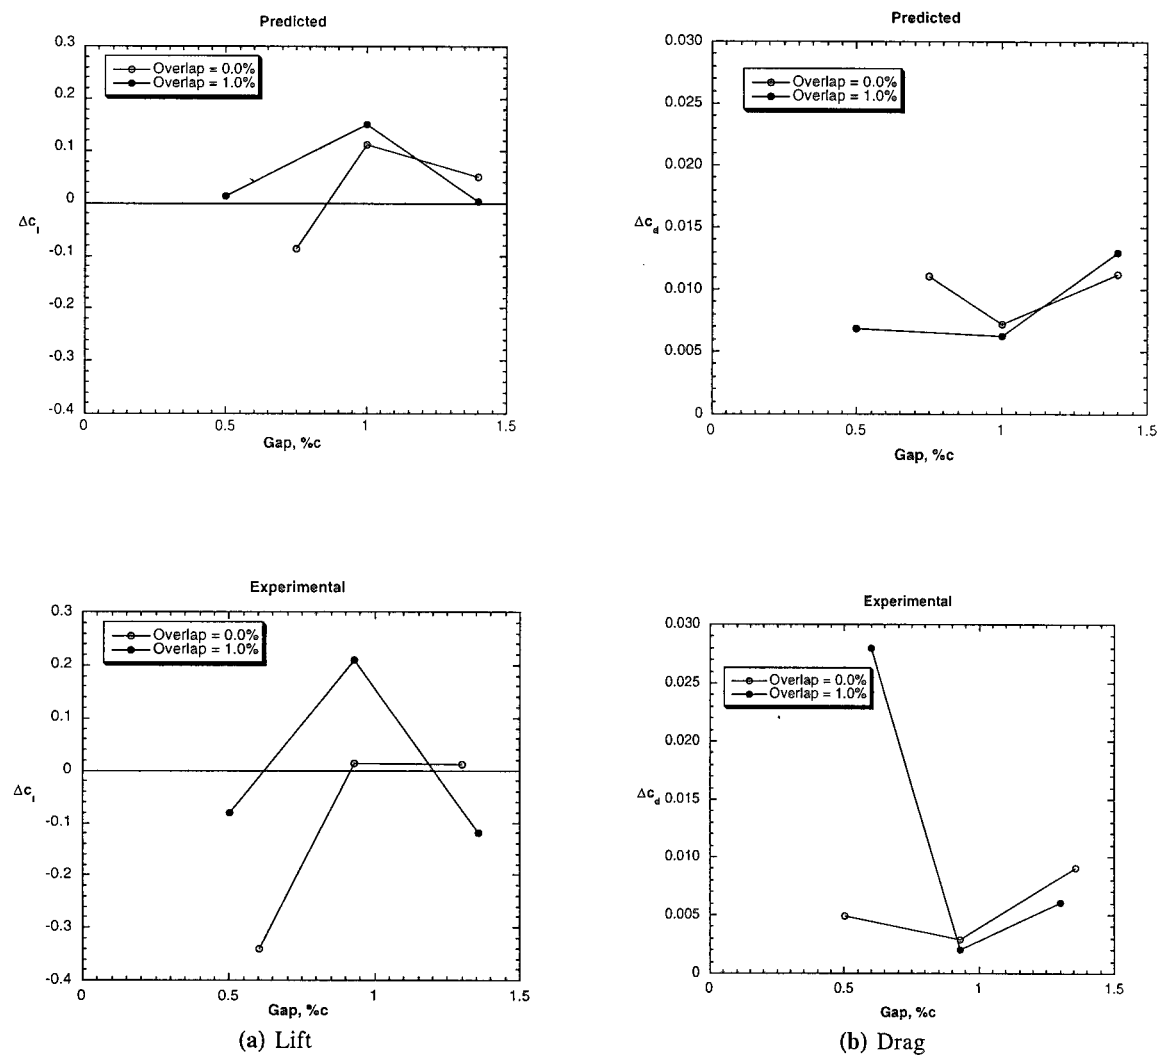 Predicted
0.3
Overlap = 0.0%
Overlap = 1.0%
0.2
0.1
0
Δc_l
-0.1
-0.2
-0.3
-0.4
0 0.5 1 1.5
Gap, %c
Predicted
0.030
Overlap = 0.0%
Overlap = 1.0%
0.025
0.020
0.015
Δc_d
0.010
0.005
0
0 0.5 1 1.5
Gap, %c
Experimental
0.3
Overlap = 0.0%
Overlap = 1.0%
0.2
0.1
0
Δc_l
-0.1
-0.2
-0.3
-0.4
0 0.5 1 1.5
Gap, %c
(a) Lift
Experimental
0.030
Overlap = 0.0%
Overlap = 1.0%
0.025
0.020
0.015
Δc_d
0.010
0.005
0
0 0.5 1 1.5
Gap, %c
(b) Drag